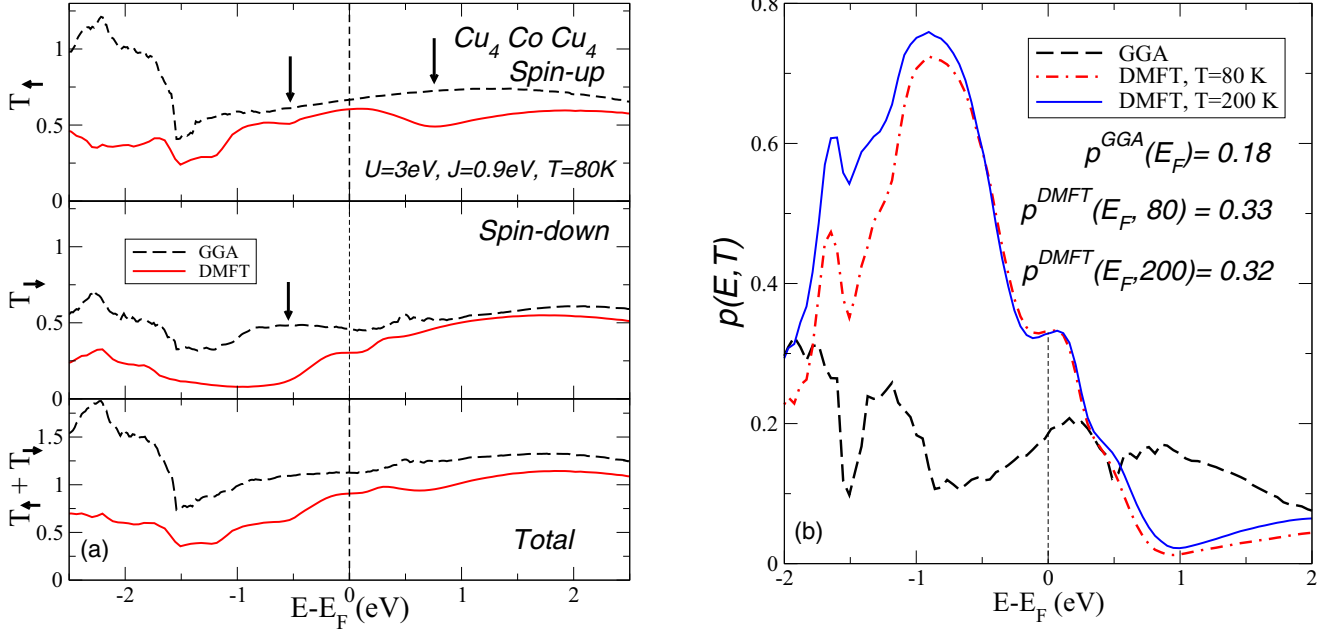 Cu4 Co Cu4
Spin-up
T↑
1
0.5
0
U=3eV, J=0.9eV, T=80K
Spin-down
GGA
DMFT
T↓
1
0.5
0
T↑ + T↓
1.5
1
0.5
0
(a)
Total
-2 -1 0 1 2
E-EF (eV)
p(E,T)
0.8
0.6
0.4
0.2
0
GGA
DMFT, T=80 K
DMFT, T=200 K
pGGA(EF)= 0.18
pDMFT(EF, 80) = 0.33
pDMFT(EF,200)= 0.32
(b)
-2 -1 0 1 2
E-EF (eV)